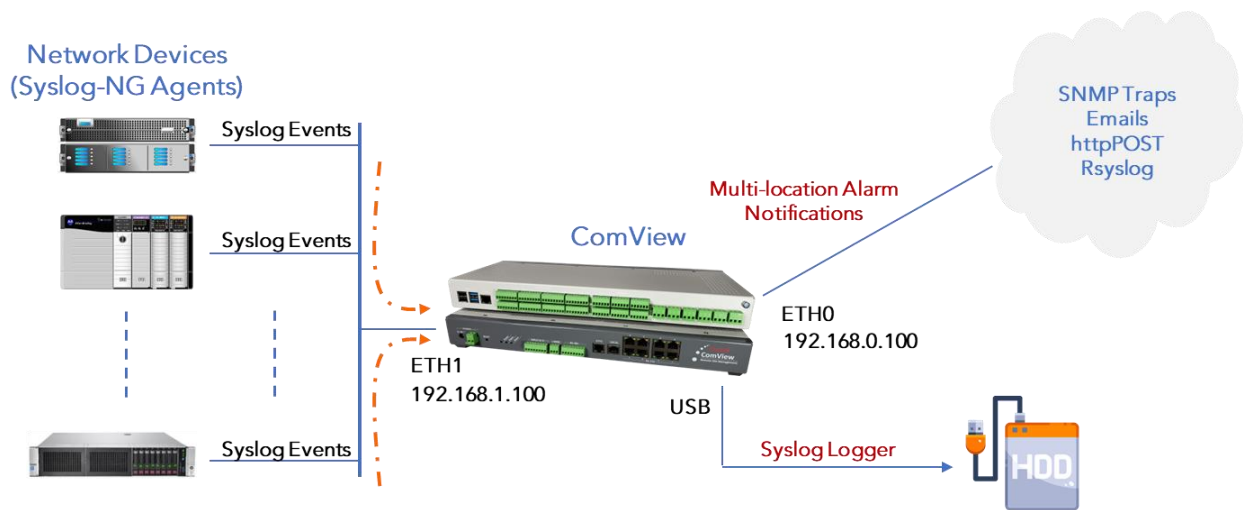 Network Devices
(Syslog-NG Agents)
Syslog Events
Syslog Events
Syslog Events
ComView
ComView
ETH1
192.168.1.100
ETH0
192.168.0.100
Multi-location Alarm
Notifications
SNMP Traps
Emails
httpPOST
Rsyslog
USB
Syslog Logger
HDD